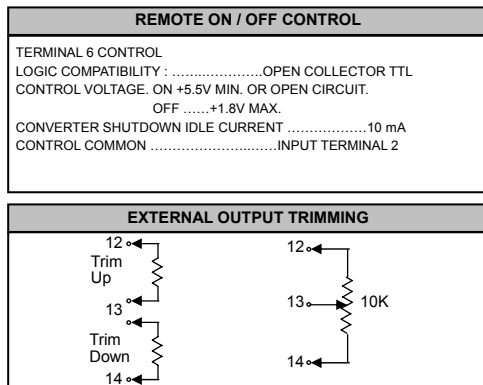 REMOTE ON / OFF CONTROL
TERMINAL 6 CONTROL
LOGIC COMPATIBILITY : ……...…………OPEN COLLECTOR TTL
CONTROL VOLTAGE. ON +5.5V MIN. OR OPEN CIRCUIT.
OFF ……+1.8V MAX.
CONVERTER SHUTDOWN IDLE CURRENT ………………10 mA
CONTROL COMMON …………………..……INPUT TERMINAL 2
EXTERNAL OUTPUT TRIMMING
12
Trim
Up
13
Trim
Down
14
12
13
10K
14